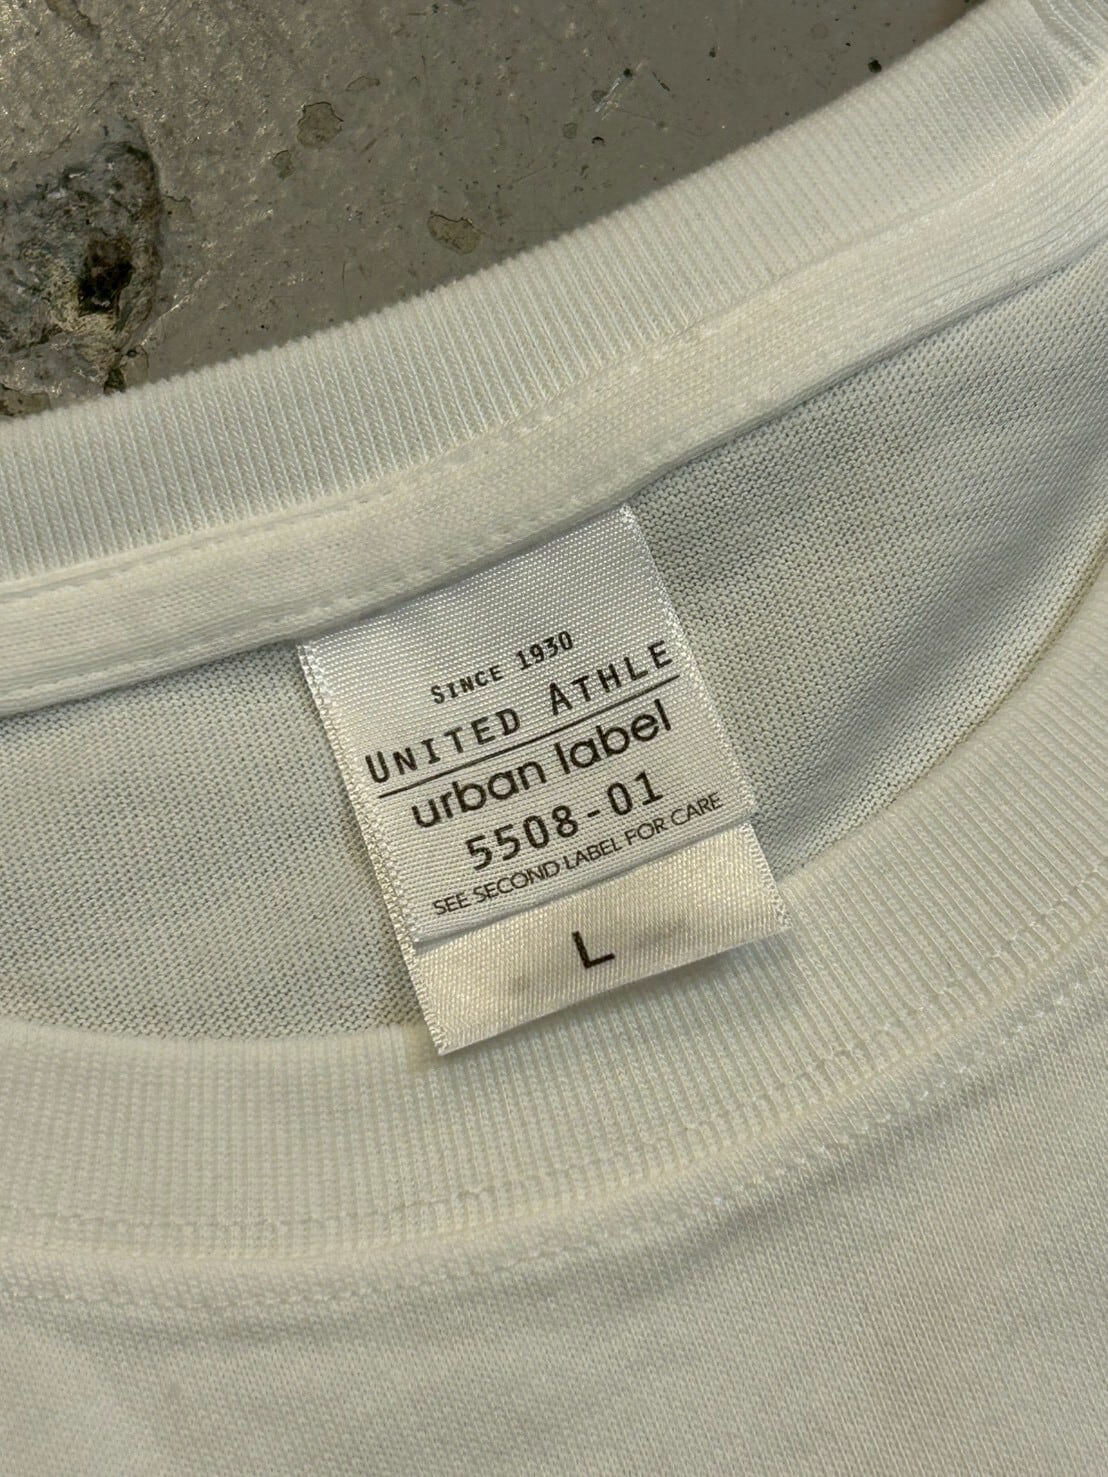 SINCE 1930
UNITED ATHLE
urban label
5508-01
SEE SECOND LABEL FOR CARE
L